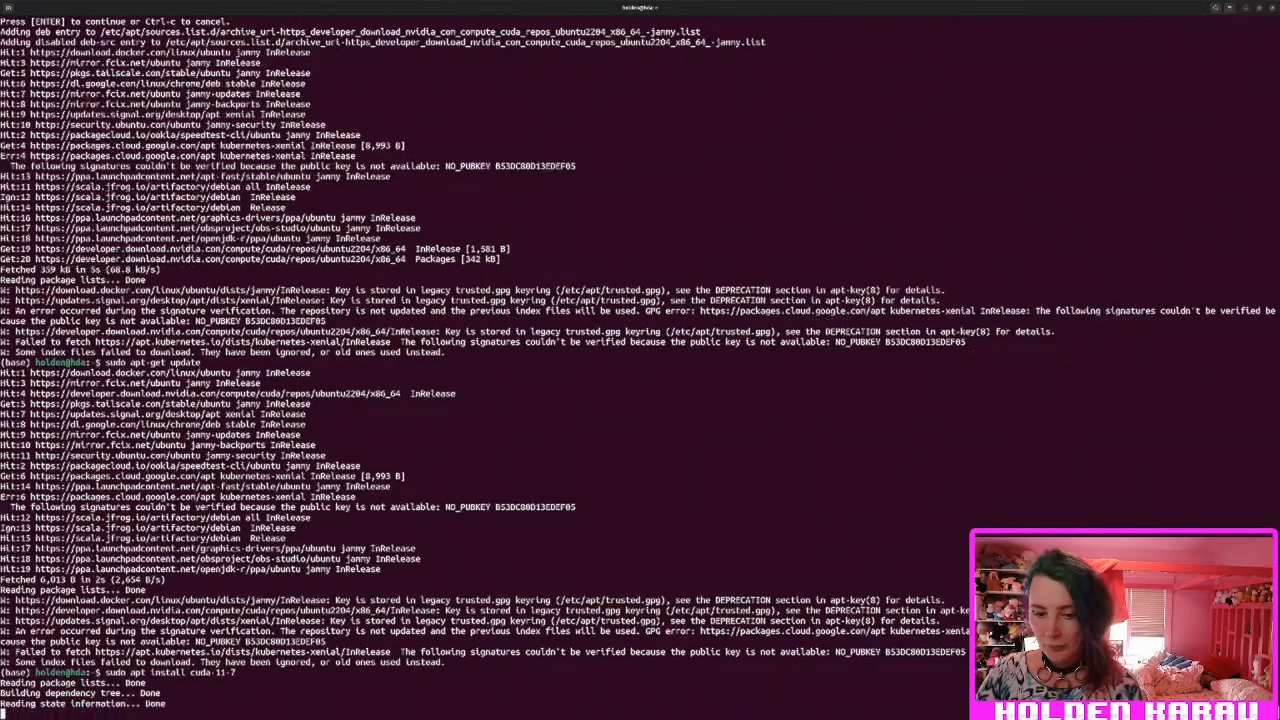 holden@hda: ~
Press [ENTER] to continue or Ctrl-c to cancel.
Adding deb entry to /etc/apt/sources.list.d/archive_uri-https_developer_download_nvidia_com_compute_cuda_repos_ubuntu2204_x86_64_-jammy.list
Adding disabled deb-src entry to /etc/apt/sources.list.d/archive_uri-https_developer_download_nvidia_com_compute_cuda_repos_ubuntu2204_x86_64_-jammy.list
Hit:1 https://download.docker.com/linux/ubuntu jammy InRelease
Hit:3 https://mirror.fcix.net/ubuntu jammy InRelease
Get:5 https://pkgs.tailscale.com/stable/ubuntu jammy InRelease
Hit:6 https://dl.google.com/linux/chrome/deb stable InRelease
Hit:7 https://mirror.fcix.net/ubuntu jammy-updates InRelease
Hit:8 https://mirror.fcix.net/ubuntu jammy-backports InRelease
Hit:9 https://updates.signal.org/desktop/apt xenial InRelease
Hit:10 http://security.ubuntu.com/ubuntu jammy-security InRelease
Hit:2 https://packagecloud.io/ookla/speedtest-cli/ubuntu jammy InRelease
Get:4 https://packages.cloud.google.com/apt kubernetes-xenial InRelease [8,993 B]
Err:4 https://packages.cloud.google.com/apt kubernetes-xenial InRelease
The following signatures couldn't be verified because the public key is not available: NO_PUBKEY B53DC80D13EDEF05
Hit:13 https://ppa.launchpadcontent.net/apt-fast/stable/ubuntu jammy InRelease
Hit:11 https://scala.jfrog.io/artifactory/debian all InRelease
Ign:12 https://scala.jfrog.io/artifactory/debian  InRelease
Hit:14 https://scala.jfrog.io/artifactory/debian  Release
Hit:16 https://ppa.launchpadcontent.net/graphics-drivers/ppa/ubuntu jammy InRelease
Hit:17 https://ppa.launchpadcontent.net/obsproject/obs-studio/ubuntu jammy InRelease
Hit:18 https://ppa.launchpadcontent.net/openjdk-r/ppa/ubuntu jammy InRelease
Get:19 https://developer.download.nvidia.com/compute/cuda/repos/ubuntu2204/x86_64  InRelease [1,581 B]
Get:20 https://developer.download.nvidia.com/compute/cuda/repos/ubuntu2204/x86_64  Packages [342 kB]
Fetched 359 kB in 5s (68.8 kB/s)
Reading package lists... Done
W: https://download.docker.com/linux/ubuntu/dists/jammy/InRelease: Key is stored in legacy trusted.gpg keyring (/etc/apt/trusted.gpg), see the DEPRECATION section in apt-key(8) for details.
W: https://updates.signal.org/desktop/apt/dists/xenial/InRelease: Key is stored in legacy trusted.gpg keyring (/etc/apt/trusted.gpg), see the DEPRECATION section in apt-key(8) for details.
W: An error occurred during the signature verification. The repository is not updated and the previous index files will be used. GPG error: https://packages.cloud.google.com/apt kubernetes-xenial InRelease: The following signatures couldn't be verified be
cause the public key is not available: NO_PUBKEY B53DC80D13EDEF05
W: https://developer.download.nvidia.com/compute/cuda/repos/ubuntu2204/x86_64/InRelease: Key is stored in legacy trusted.gpg keyring (/etc/apt/trusted.gpg), see the DEPRECATION section in apt-key(8) for details.
W: Failed to fetch https://apt.kubernetes.io/dists/kubernetes-xenial/InRelease  The following signatures couldn't be verified because the public key is not available: NO_PUBKEY B53DC80D13EDEF05
W: Some index files failed to download. They have been ignored, or old ones used instead.
(base) holden@hda:~$ sudo apt-get update
Hit:1 https://download.docker.com/linux/ubuntu jammy InRelease
Hit:3 https://mirror.fcix.net/ubuntu jammy InRelease
Hit:4 https://developer.download.nvidia.com/compute/cuda/repos/ubuntu2204/x86_64  InRelease
Get:5 https://pkgs.tailscale.com/stable/ubuntu jammy InRelease
Hit:7 https://updates.signal.org/desktop/apt xenial InRelease
Hit:8 https://dl.google.com/linux/chrome/deb stable InRelease
Hit:9 https://mirror.fcix.net/ubuntu jammy-updates InRelease
Hit:10 https://mirror.fcix.net/ubuntu jammy-backports InRelease
Hit:11 http://security.ubuntu.com/ubuntu jammy-security InRelease
Hit:2 https://packagecloud.io/ookla/speedtest-cli/ubuntu jammy InRelease
Get:6 https://packages.cloud.google.com/apt kubernetes-xenial InRelease [8,993 B]
Hit:14 https://ppa.launchpadcontent.net/apt-fast/stable/ubuntu jammy InRelease
Err:6 https://packages.cloud.google.com/apt kubernetes-xenial InRelease
The following signatures couldn't be verified because the public key is not available: NO_PUBKEY B53DC80D13EDEF05
Hit:12 https://scala.jfrog.io/artifactory/debian all InRelease
Ign:13 https://scala.jfrog.io/artifactory/debian  InRelease
Hit:15 https://scala.jfrog.io/artifactory/debian  Release
Hit:17 https://ppa.launchpadcontent.net/graphics-drivers/ppa/ubuntu jammy InRelease
Hit:18 https://ppa.launchpadcontent.net/obsproject/obs-studio/ubuntu jammy InRelease
Hit:19 https://ppa.launchpadcontent.net/openjdk-r/ppa/ubuntu jammy InRelease
Fetched 6,013 B in 2s (2,654 B/s)
Reading package lists... Done
W: https://download.docker.com/linux/ubuntu/dists/jammy/InRelease: Key is stored in legacy trusted.gpg keyring (/etc/apt/trusted.gpg), see the DEPRECATION section in apt-key(8) for details.
W: https://developer.download.nvidia.com/compute/cuda/repos/ubuntu2204/x86_64/InRelease: Key is stored in legacy trusted.gpg keyring (/etc/apt/trusted.gpg), see the DEPRECATION section in apt-ke
W: https://updates.signal.org/desktop/apt/dists/xenial/InRelease: Key is stored in legacy trusted.gpg keyring (/etc/apt/trusted.gpg), see the DEPRECATION section in apt-key(8) for details.
W: An error occurred during the signature verification. The repository is not updated and the previous index files will be used. GPG error: https://packages.cloud.google.com/apt kubernetes-xenia
cause the public key is not available: NO_PUBKEY B53DC80D13EDEF05
W: Failed to fetch https://apt.kubernetes.io/dists/kubernetes-xenial/InRelease  The following signatures couldn't be verified because the public key is not available: NO_PUBKEY B53DC80D13EDEF05
W: Some index files failed to download. They have been ignored, or old ones used instead.
(base) holden@hda:~$ sudo apt install cuda-11-7
Reading package lists... Done
Building dependency tree... Done
Reading state information... Done
HOLDEN KARAU